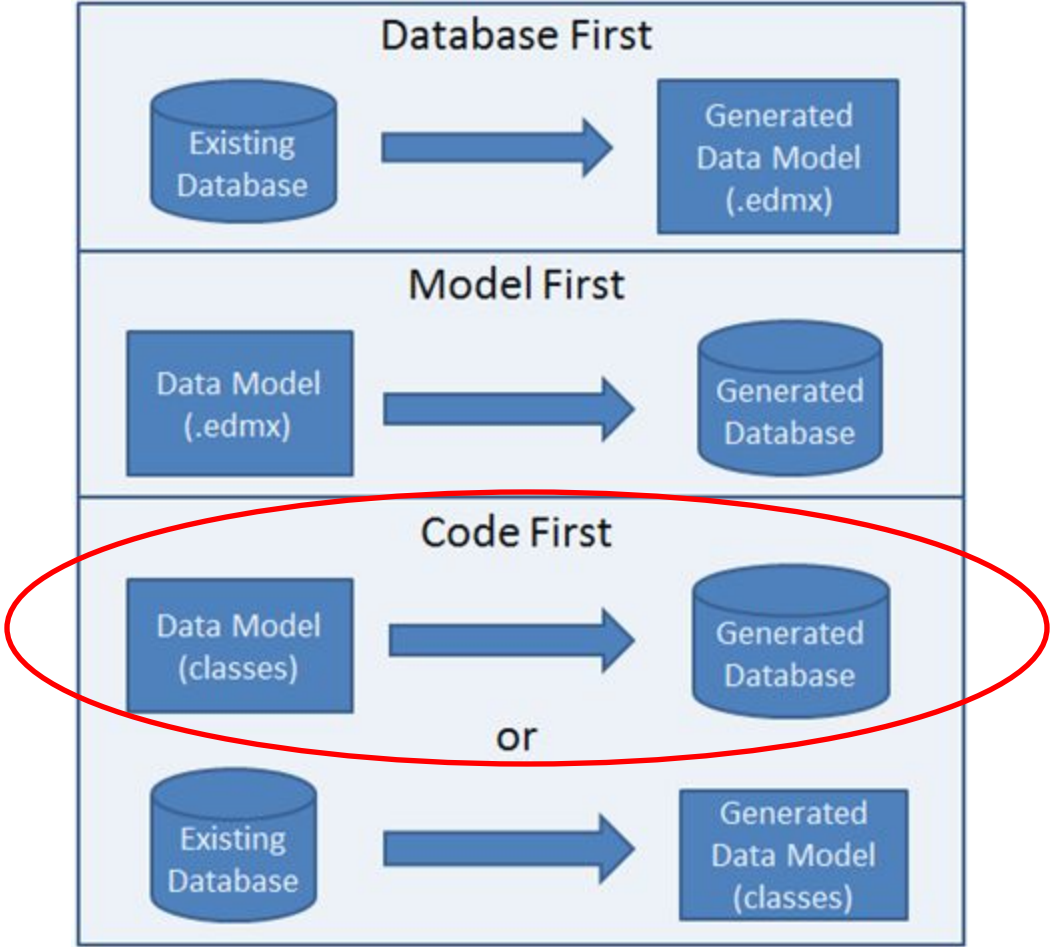 Database First
Existing
Database
Generated
Data Model
(.edmx)
Model First
Data Model
(.edmx)
Generated
Database
Code First
Data Model
(classes)
Generated
Database
or
Existing
Database
Generated
Data Model
(classes)